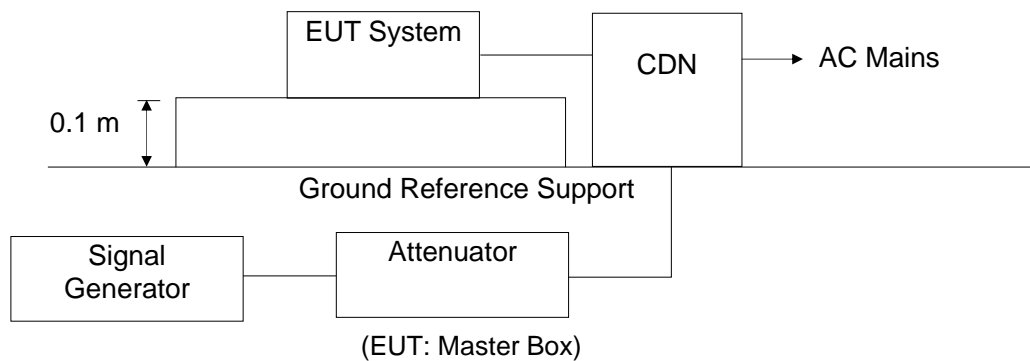 EUT System
CDN
AC Mains
0.1 m
Ground Reference Support
Signal
Generator
Attenuator
(EUT: Master Box)